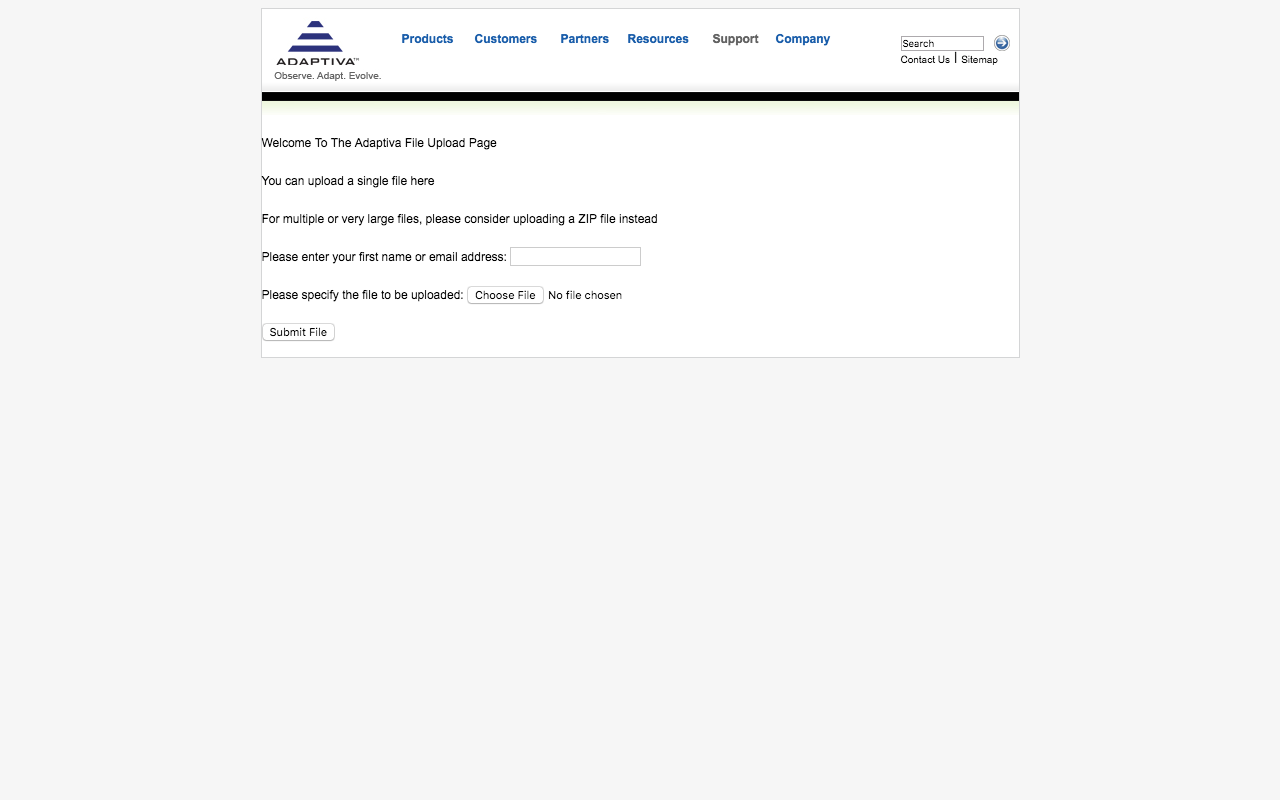 Products Customers Partners Resources Support Company
Search
ADAPTIVA™
Contact Us | Sitemap
Observe. Adapt. Evolve.
Welcome To The Adaptiva File Upload Page
You can upload a single file here
For multiple or very large files, please consider uploading a ZIP file instead
Please enter your first name or email address:
Please specify the file to be uploaded: Choose File No file chosen
Submit File